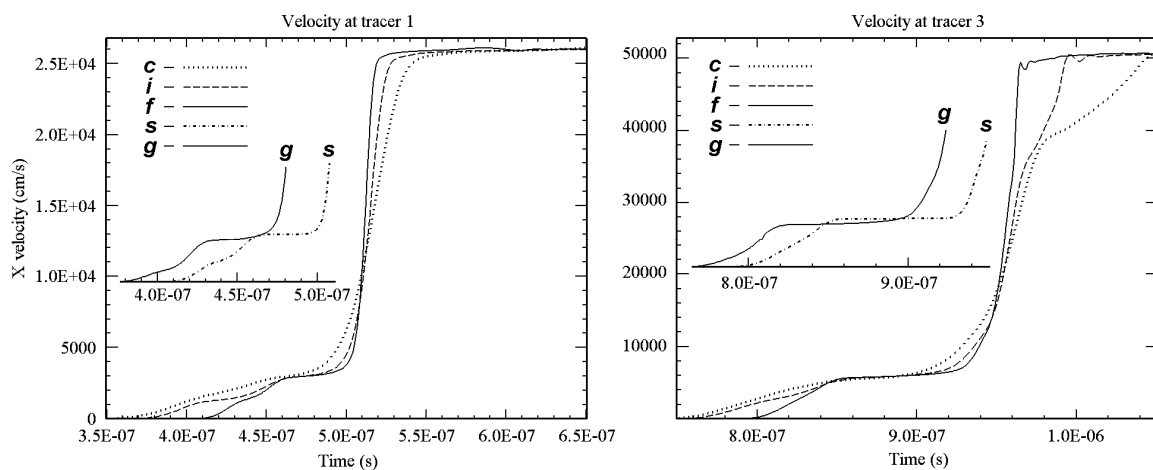 Velocity at tracer 1
X velocity (cm/s)
2.5E+04
2.0E+04
1.5E+04
1.0E+04
5000
0
c –
i –
f –
s –
g –
g
s
4.0E-07 4.5E-07 5.0E-07
3.5E-07 4.0E-07 4.5E-07 5.0E-07 5.5E-07 6.0E-07 6.5E-07
Time (s)
Velocity at tracer 3
50000
40000
30000
20000
10000
c –
i –
f –
s –
g –
g
s
8.0E-07 9.0E-07
8.0E-07 9.0E-07 1.0E-06
Time (s)